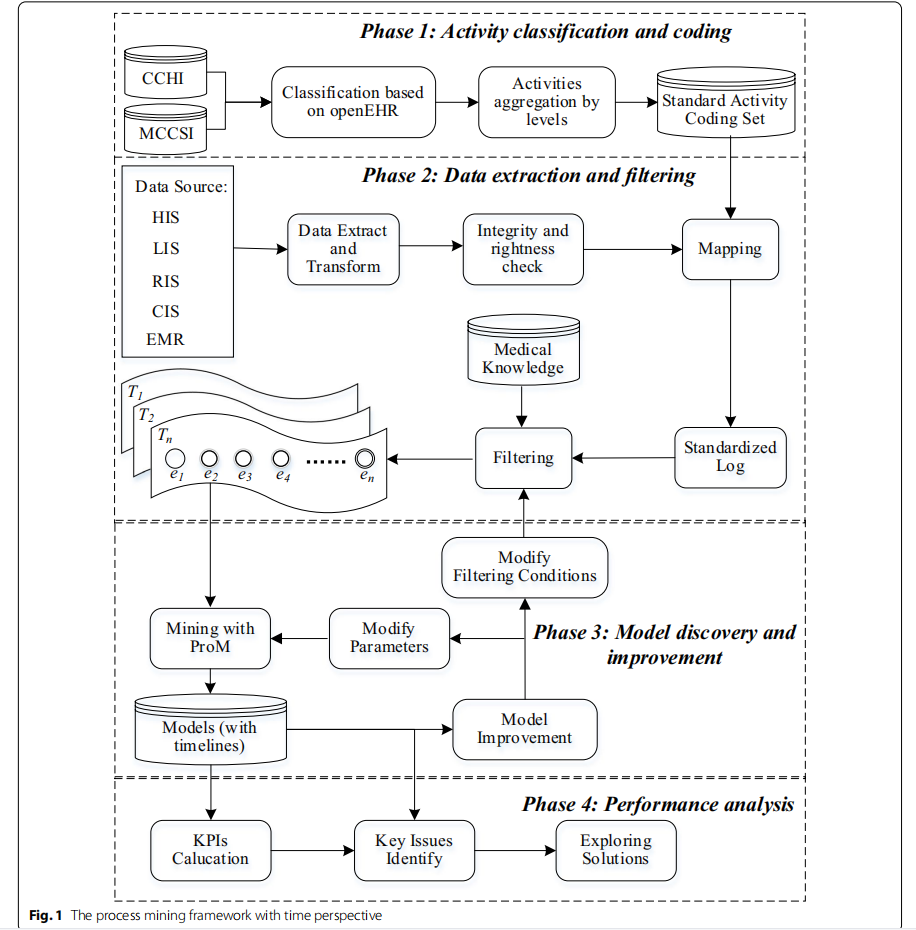 Phase 1: Activity classification and coding
CCHI
MCCSI
Classification based
on openEHR
Activities
aggregation by
levels
Standard Activity
Coding Set
Phase 2: Data extraction and filtering
Data Source:
HIS
LIS
RIS
CIS
EMR
Data Extract
and
Transform
Integrity and
rightness
check
Mapping
Medical
Knowledge
T1
T2
Tn
e1 e2 e3 e4 ...... en
Filtering
Standardized
Log
Modify
Filtering Conditions
Mining with
ProM
Modify
Parameters
Phase 3: Model discovery and
improvement
Models (with
timelines)
Model
Improvement
Phase 4: Performance analysis
KPIs
Calucation
Key Issues
Identify
Exploring
Solutions
Fig. 1 The process mining framework with time perspective